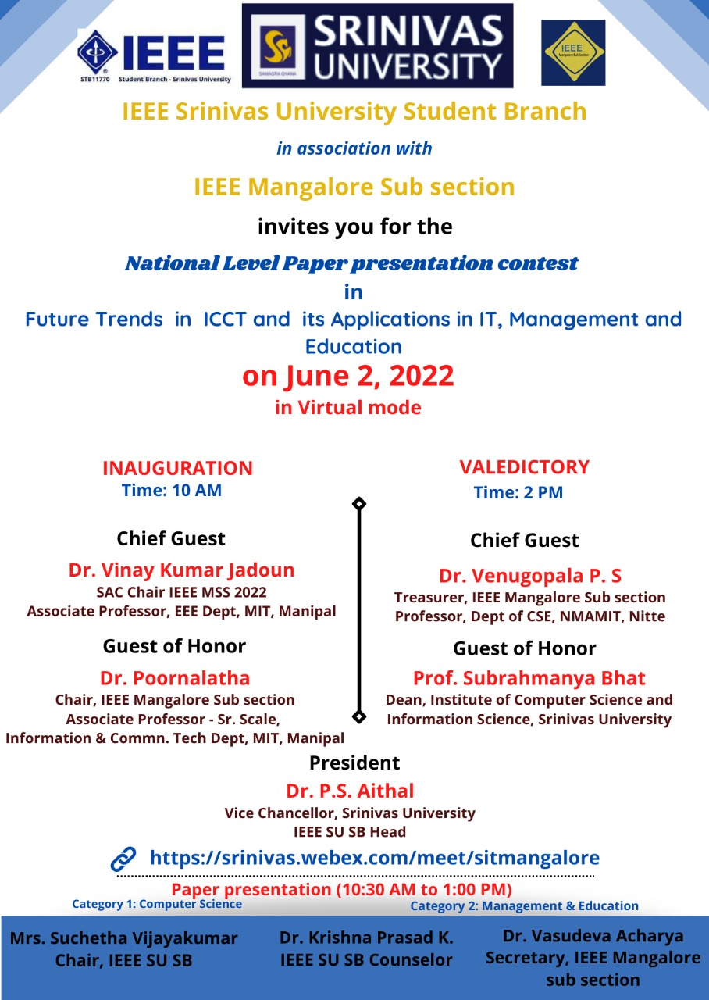 IEEE
STB11770 Student Branch - Srinivas University
SAMAGRA GNANA
SRINIVAS
UNIVERSITY
IEEE
Mangalore Sub Section
IEEE Srinivas University Student Branch
in association with
IEEE Mangalore Sub section
invites you for the
National Level Paper presentation contest
in
Future Trends in ICCT and its Applications in IT, Management and
Education
on June 2, 2022
in Virtual mode
INAUGURATION
Time: 10 AM
Chief Guest
Dr. Vinay Kumar Jadoun
SAC Chair IEEE MSS 2022
Associate Professor, EEE Dept, MIT, Manipal
Guest of Honor
Dr. Poornalatha
Chair, IEEE Mangalore Sub section
Associate Professor - Sr. Scale,
Information & Commn. Tech Dept, MIT, Manipal
VALEDICTORY
Time: 2 PM
Chief Guest
Dr. Venugopala P. S
Treasurer, IEEE Mangalore Sub section
Professor, Dept of CSE, NMAMIT, Nitte
Guest of Honor
Prof. Subrahmanya Bhat
Dean, Institute of Computer Science and
Information Science, Srinivas University
President
Dr. P.S. Aithal
Vice Chancellor, Srinivas University
IEEE SU SB Head
https://srinivas.webex.com/meet/sitmangalore
Paper presentation (10:30 AM to 1:00 PM)
Category 1: Computer Science
Category 2: Management & Education
Mrs. Suchetha Vijayakumar
Chair, IEEE SU SB
Dr. Krishna Prasad K.
IEEE SU SB Counselor
Dr. Vasudeva Acharya
Secretary, IEEE Mangalore
sub section